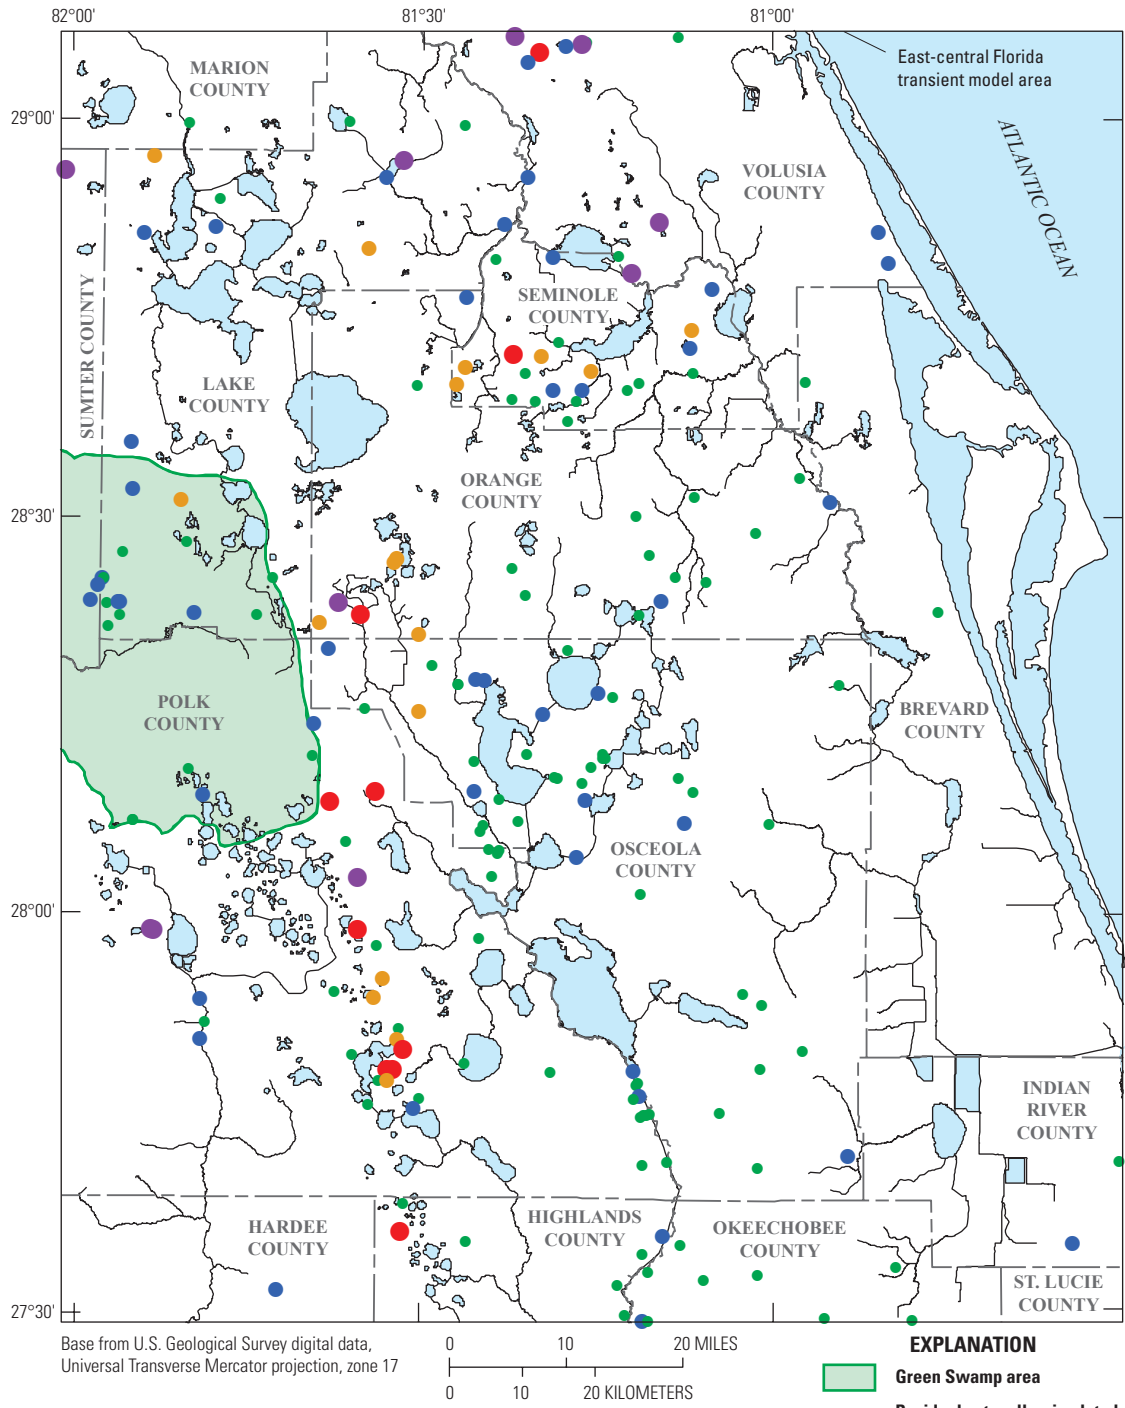 82°00'
81°30'
81°00'
East-central Florida
transient model area
MARION
COUNTY
29°00'
ATLANTIC OCEAN
VOLUSIA
COUNTY
SUMTER COUNTY
SEMINOLE
COUNTY
LAKE
COUNTY
ORANGE
COUNTY
28°30'
POLK
COUNTY
BREVARD
COUNTY
OSCEOLA
COUNTY
28°00'
INDIAN
RIVER
COUNTY
HARDEE
COUNTY
HIGHLANDS
COUNTY
OKEECHOBEE
COUNTY
ST. LUCIE
COUNTY
27°30'
Base from U.S. Geological Survey digital data,
Universal Transverse Mercator projection, zone 17
0 10 20 MILES
0 10 20 KILOMETERS
EXPLANATION
Green Swamp area